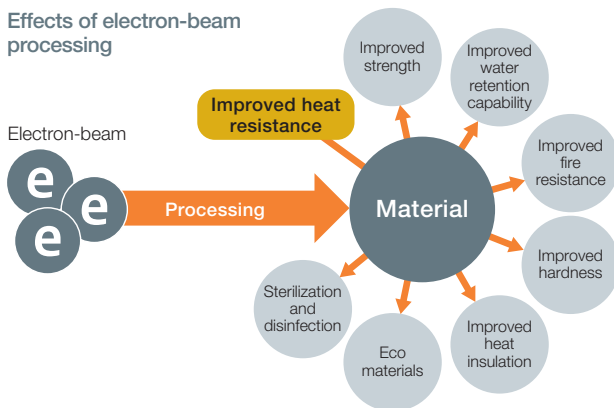 Effects of electron-beam
processing
Improved
strength
Improved
water
retention
capability
Improved heat
resistance
Electron-beam
e
e
e
Processing
Material
Improved
fire
resistance
Improved
hardness
Sterilization
and
disinfection
Eco
materials
Improved
heat
insulation